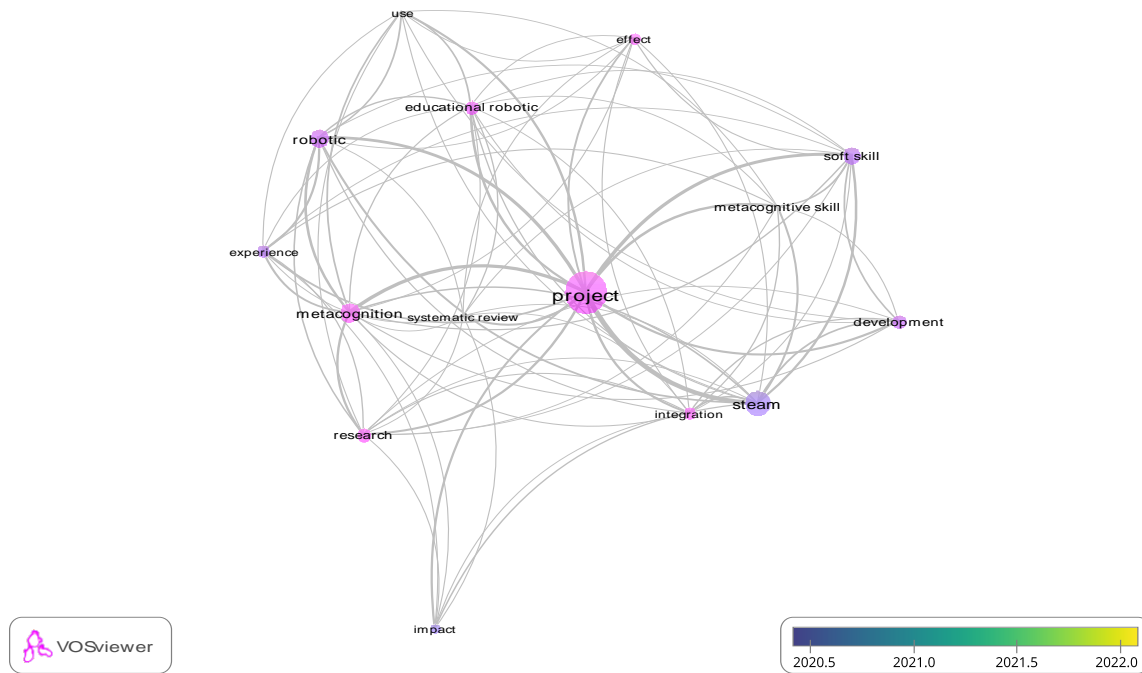 use
effect
educational robotic
robotic
soft skill
metacognitive skill
experience
project
metacognition
systematic review
development
steam
integration
research
impact
VOSviewer
2020.5 2021.0 2021.5 2022.0